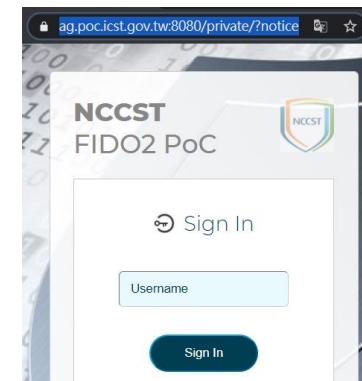 ag.poc.icst.gov.tw:8080/private/?notice
NCCST
FIDO2 PoC
NCCST
Sign In
Username
Sign In